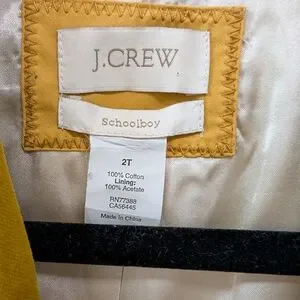 J.CREW
Schoolboy
2T
100% Cotton
Lining:
100% Acetate
RN77388
CA56445
Made In China